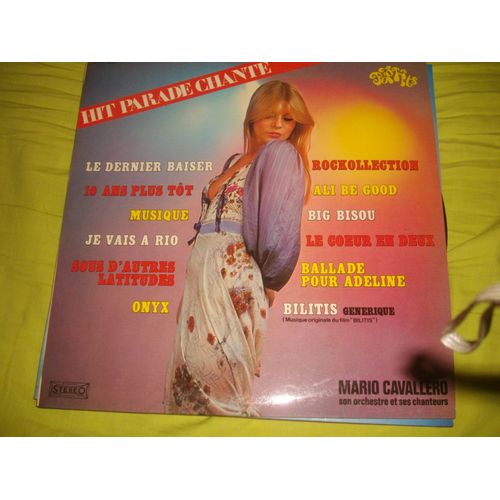 HIT PARADE CHANTE
LE DERNIER BAISER
10 ANS PLUS TÔT
MUSIQUE
JE VAIS A RIO
SOUS D'AUTRES
LATITUDES
ONYX
ROCKOLLECTION
ALI BE GOOD
BIG BISOU
LE COEUR EN DEUX
BALLADE
POUR ADELINE
BILITIS GENERIQUE
(Musique originale du film "BILITIS")
MARIO CAVALLERO
son orchestre et ses chanteurs
STEREO